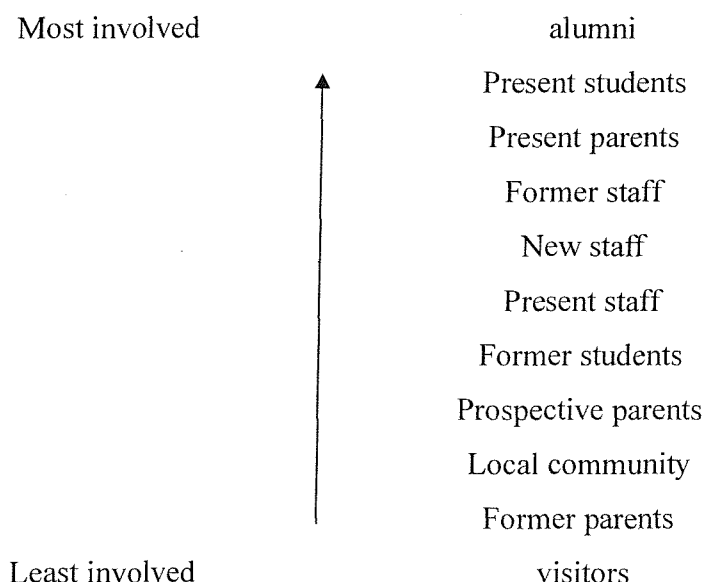 Most involved alumni
Present students
Present parents
Former staff
New staff
Present staff
Former students
Prospective parents
Local community
Former parents
Least involved visitors